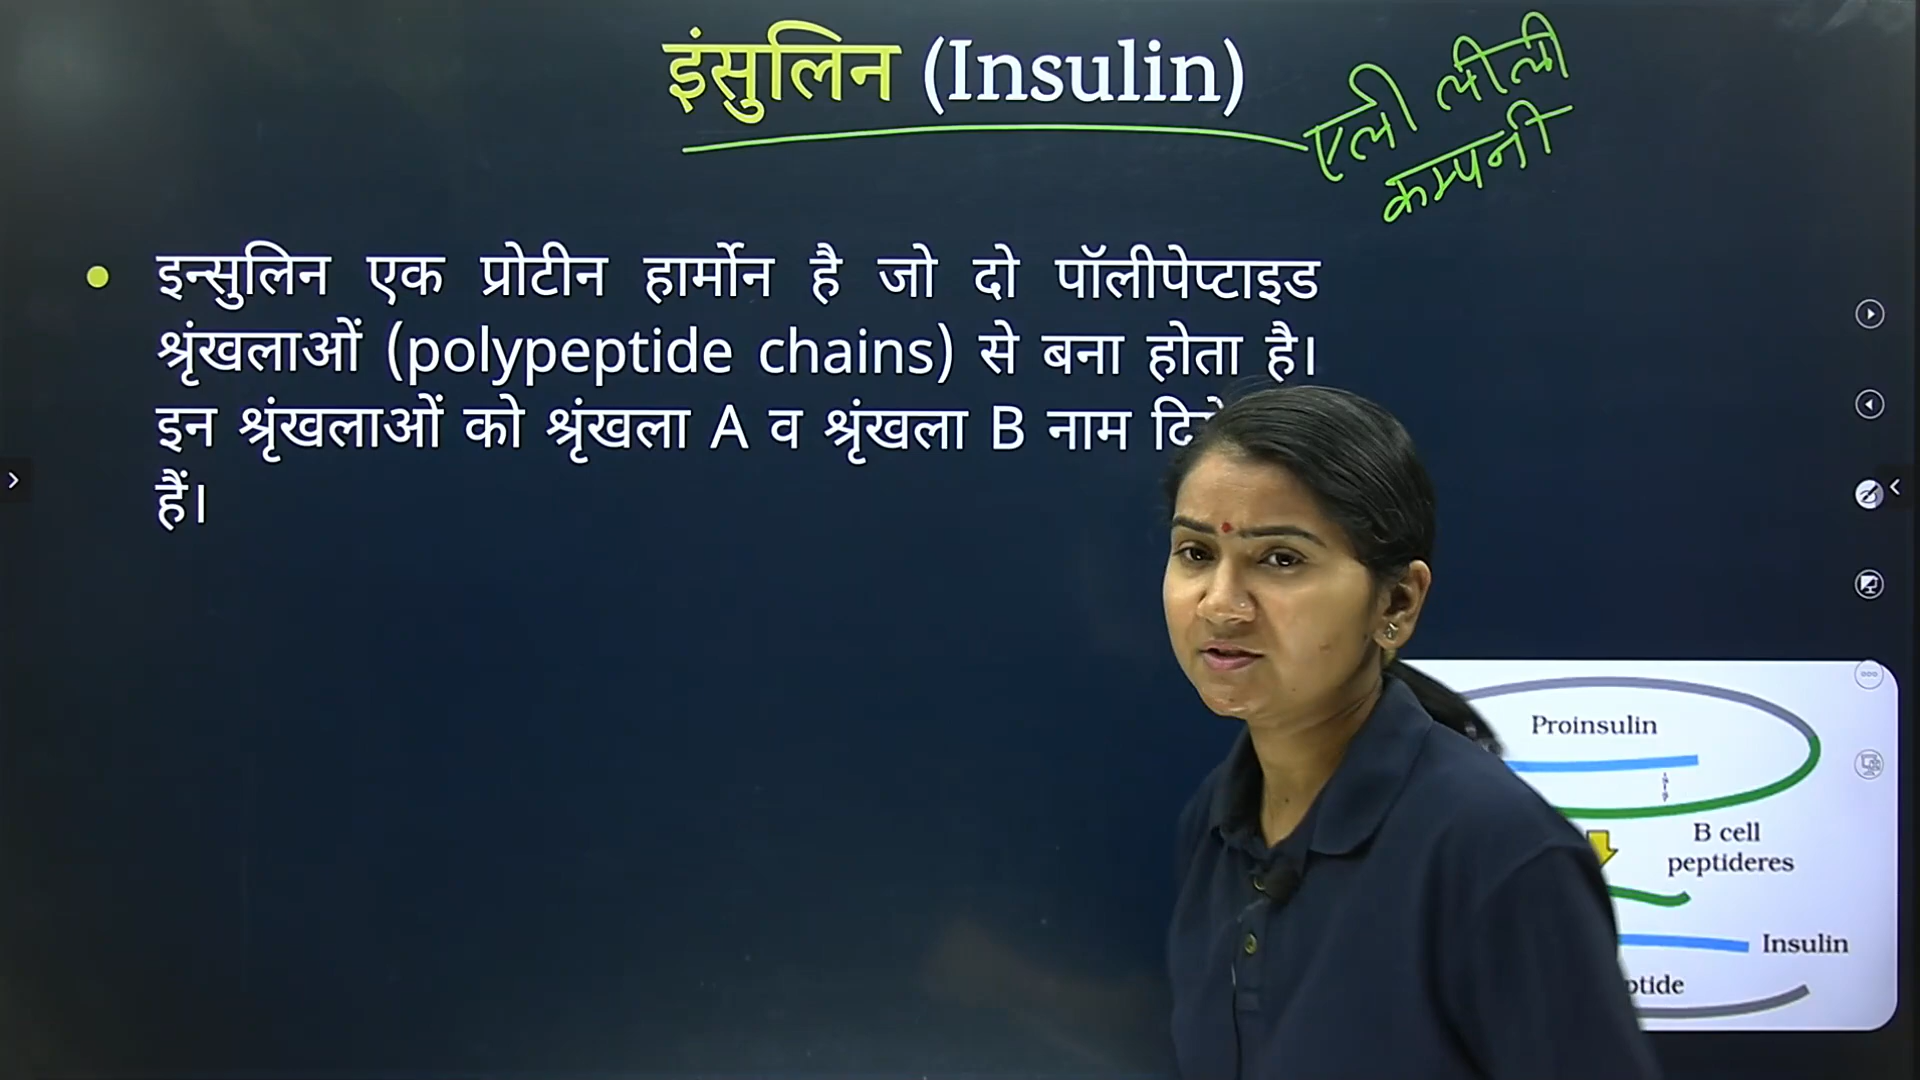 इंसुलिन (Insulin)
एली लीली
कम्पनी
इन्सुलिन एक प्रोटीन हार्मोन है जो दो पॉलीपेप्टाइड
श्रृंखलाओं (polypeptide chains) से बना होता है।
इन श्रृंखलाओं को श्रृंखला A व श्रृंखला B नाम
हैं।
Proinsulin
B cell
peptideres
Insulin